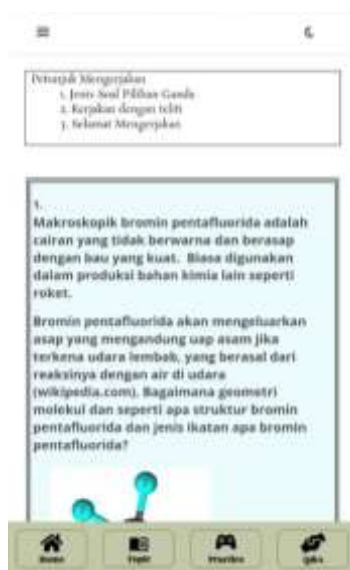 Petunjuk Mengerjakan
1. Jenis Soal Pilihan Ganda
2. Kerjakan dengan teliti
3. Selamat Mengerjakan
1.
Makroskopik bromin pentafluorida adalah
cairan yang tidak berwarna dan berasap
dengan bau yang kuat. Biasa digunakan
dalam produksi bahan kimia lain seperti
roket.
Bromin pentafluorida akan mengeluarkan
asap yang mengandung uap asam jika
terkena udara lembab, yang berasal dari
reaksinya dengan air di udara
(wikipedia.com). Bagaimana geometri
molekul dan seperti apa struktur bromin
pentafluorida dan jenis ikatan apa bromin
pentafluorida?
Home
Topic
Practice